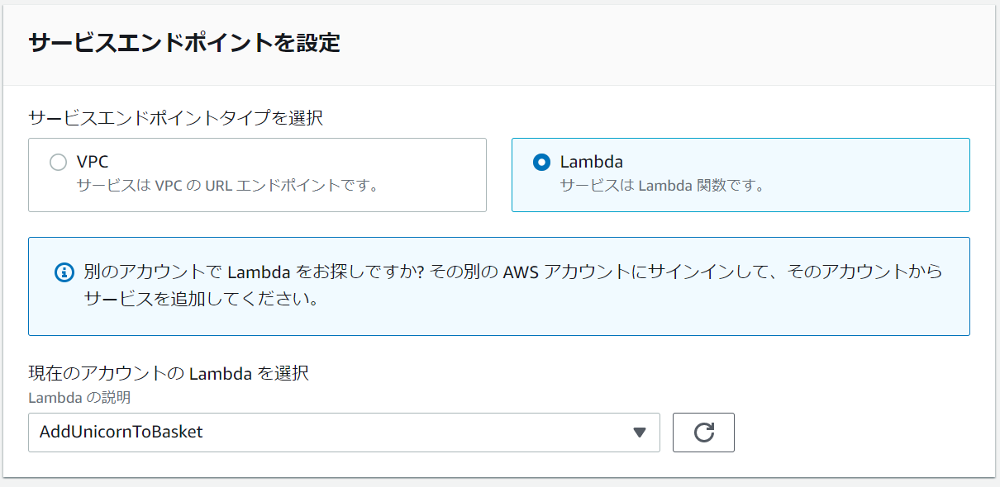 サービスエンドポイントを設定
サービスエンドポイントタイプを選択
VPC
サービスは VPC の URL エンドポイントです。
Lambda
サービスは Lambda 関数です。
別のアカウントで Lambda をお探しですか? その別の AWS アカウントにサインインして、そのアカウントから
サービスを追加してください。
現在のアカウントの Lambda を選択
Lambda の説明
AddUnicornToBasket